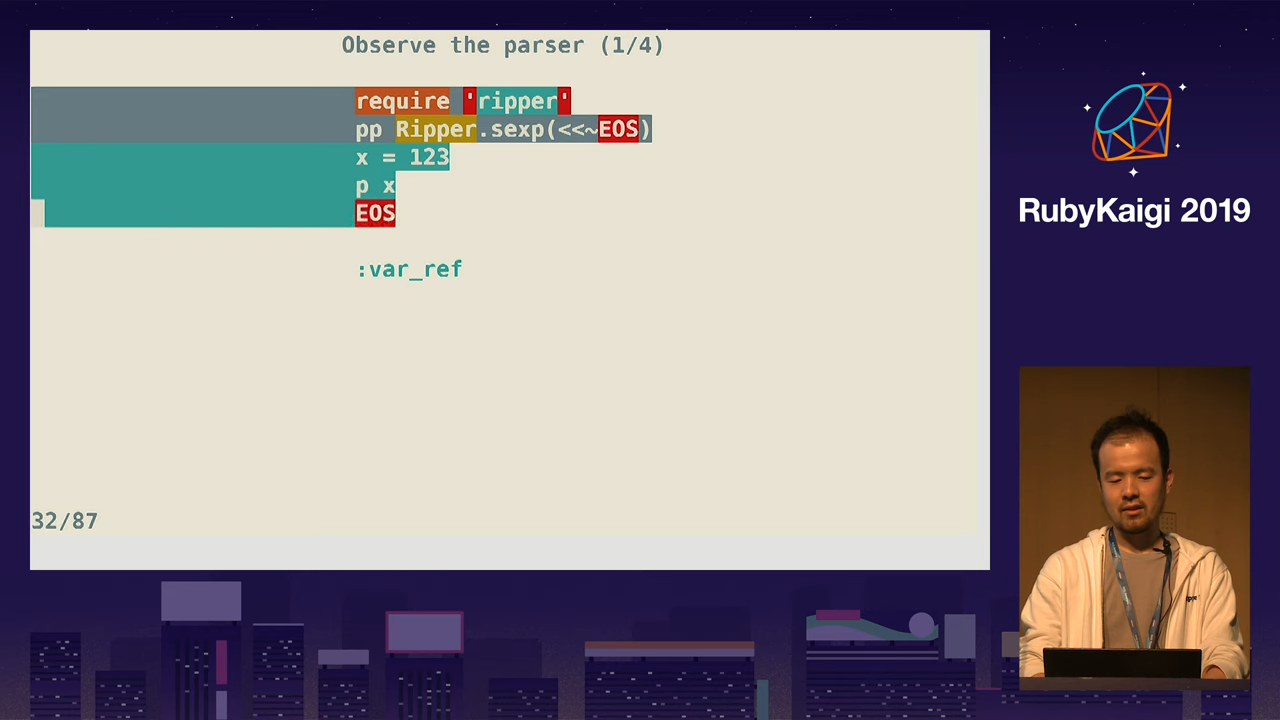 Observe the parser (1/4)
require 'ripper'
pp Ripper.sexp(<<~EOS)
x = 123
p x
EOS
:var_ref
32/87
RubyKaigi 2019